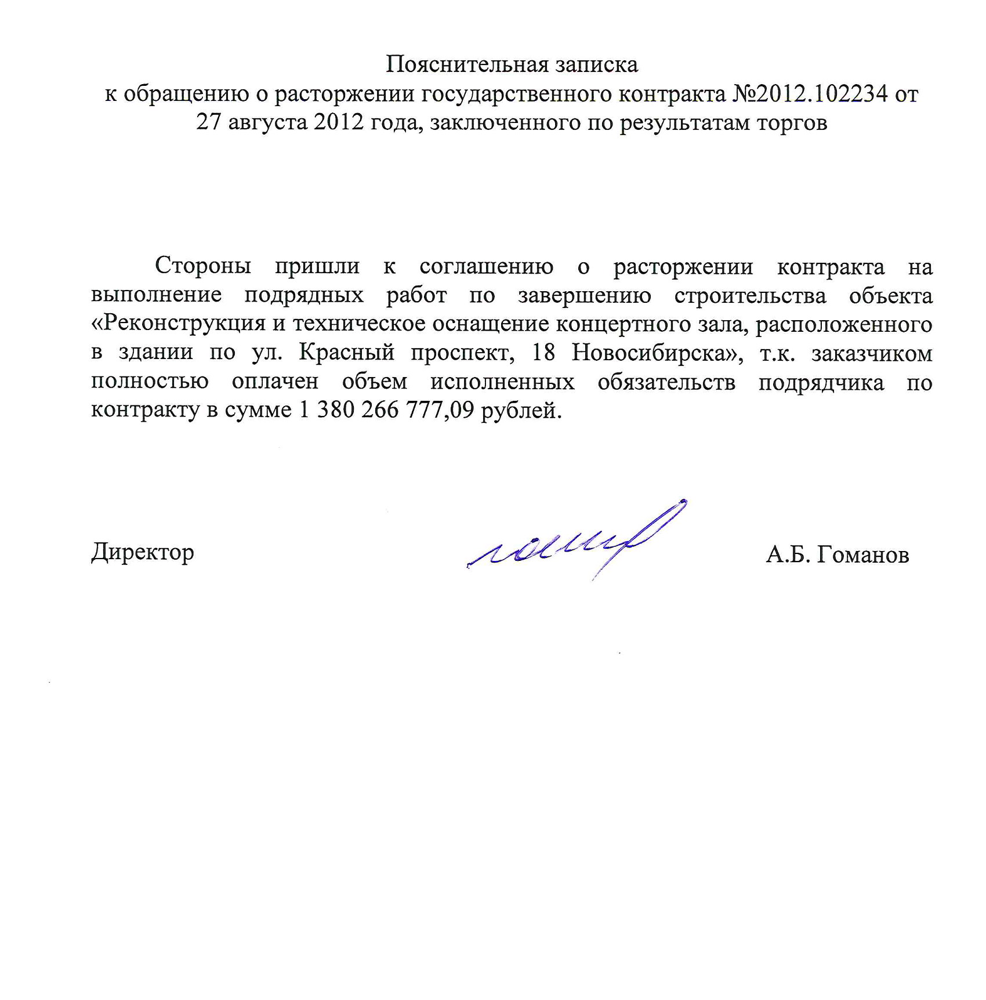 Пояснительная записка
к обращению о расторжении государственного контракта №2012.102234 от
27 августа 2012 года, заключенного по результатам торгов
Стороны пришли к соглашению о расторжении контракта на
выполнение подрядных работ по завершению строительства объекта
«Реконструкция и техническое оснащение концертного зала, расположенного
в здании по ул. Красный проспект, 18 Новосибирска», т.к. заказчиком
полностью оплачен объем исполненных обязательств подрядчика по
контракту в сумме 1 380 266 777,09 рублей.
Директор А.Б. Гоманов